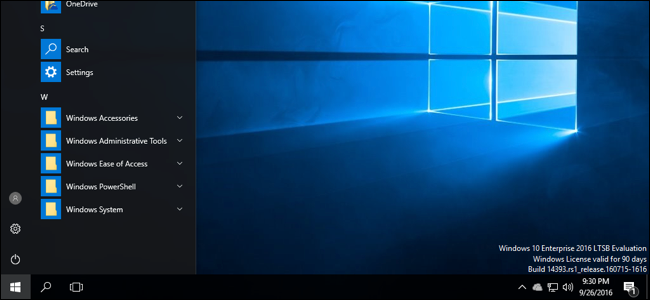 OneDrive
S
Search
Settings
W
Windows Accessories
Windows Administrative Tools
Windows Ease of Access
Windows PowerShell
Windows System
Windows 10 Enterprise 2016 LTSB Evaluation
Windows License valid for 90 days
Build 14393.rs1_release.160715-1616
9:30 PM
9/26/2016
1